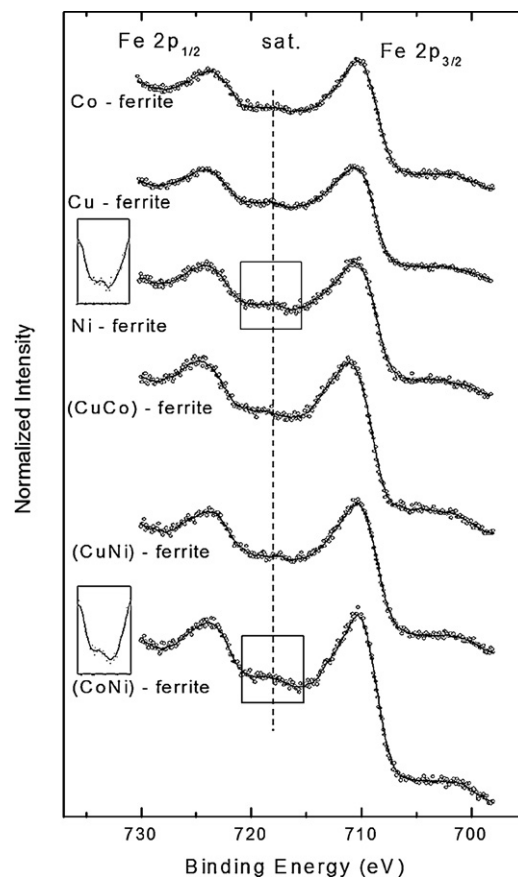 Fe 2p1/2 sat. Fe 2p3/2
Co - ferrite
Cu - ferrite
Ni - ferrite
(CuCo) - ferrite
(CuNi) - ferrite
(CoNi) - ferrite
Normalized Intensity
730 720 710 700
Binding Energy (eV)